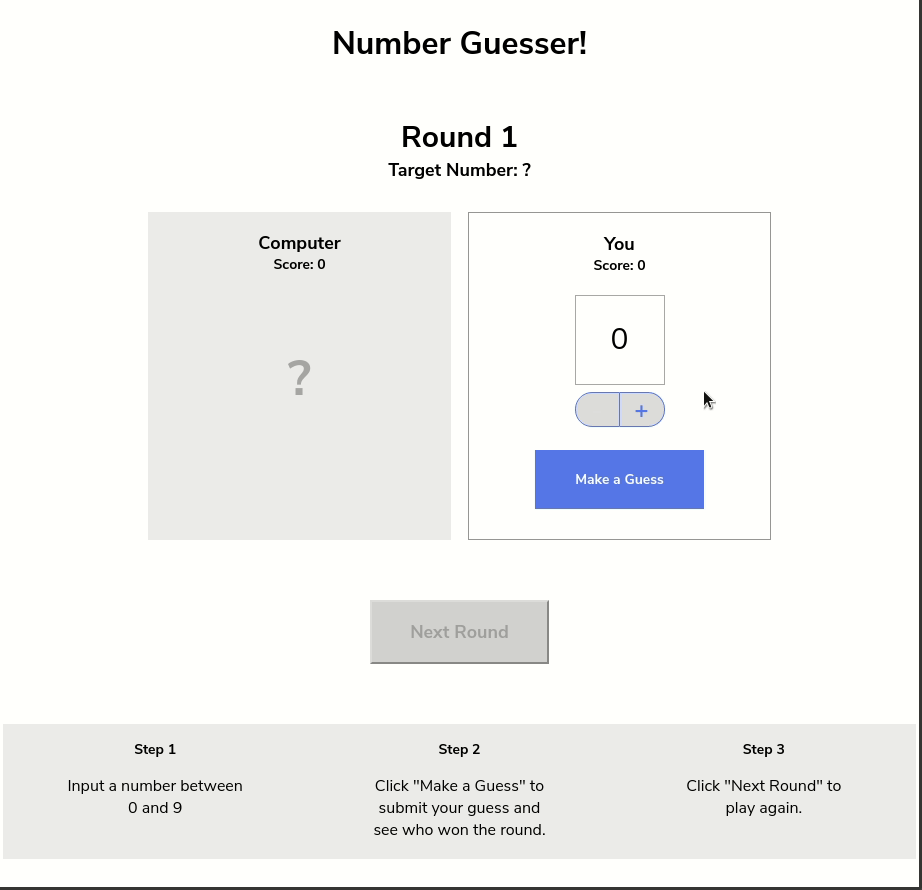 Number Guesser!
Round 1
Target Number: ?
Computer
Score: 0
?
You
Score: 0
0
+
Make a Guess
Next Round
Step 1
Input a number between
0 and 9
Step 2
Click "Make a Guess" to
submit your guess and
see who won the round.
Step 3
Click "Next Round" to
play again.